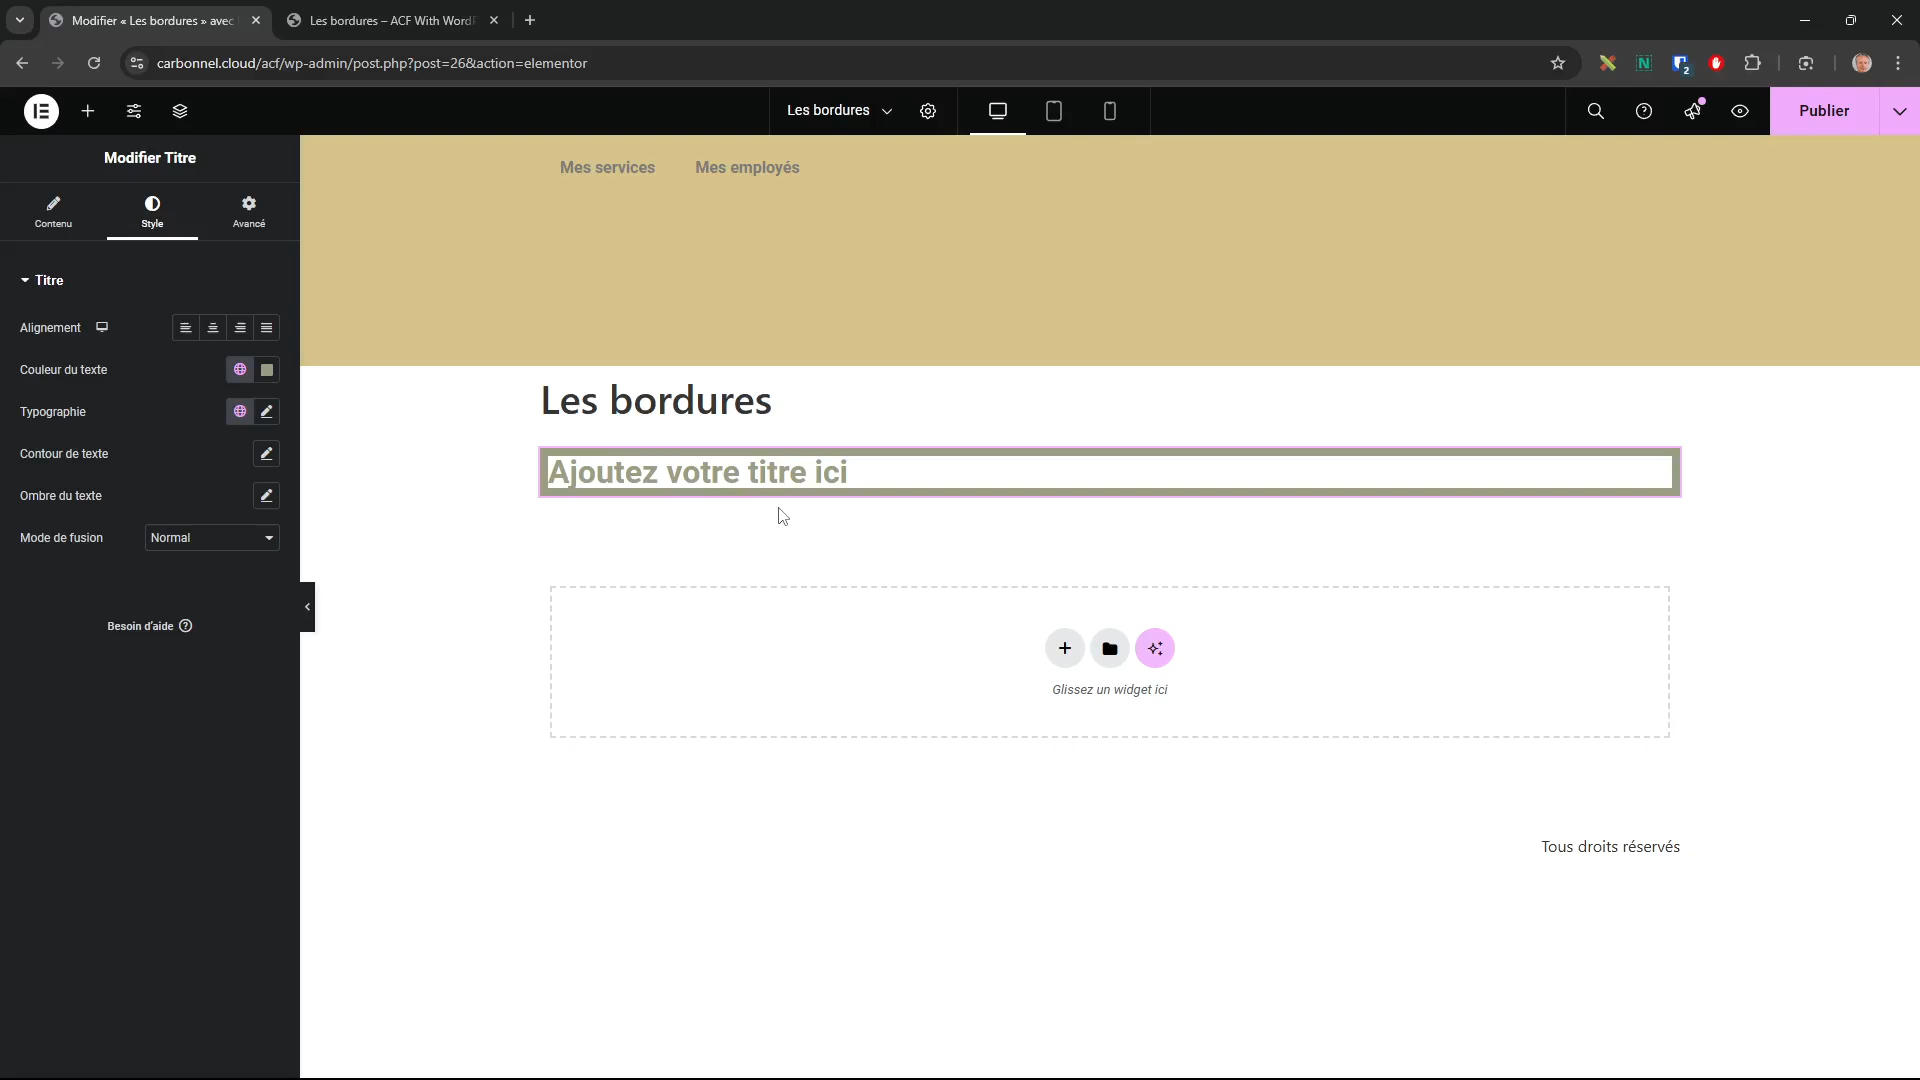 Modifier « Les bordures » avec
Les bordures – ACF With WordP
carbonnel.cloud/acf/wp-admin/post.php?post=26&action=elementor
2
Les bordures
Publier
Modifier Titre
Contenu
Style
Avancé
Titre
Alignement
Couleur du texte
Typographie
Contour de texte
Ombre du texte
Mode de fusion
Normal
Besoin d'aide
Mes services
Mes employés
Les bordures
Ajoutez votre titre ici
Glissez un widget ici
Tous droits réservés